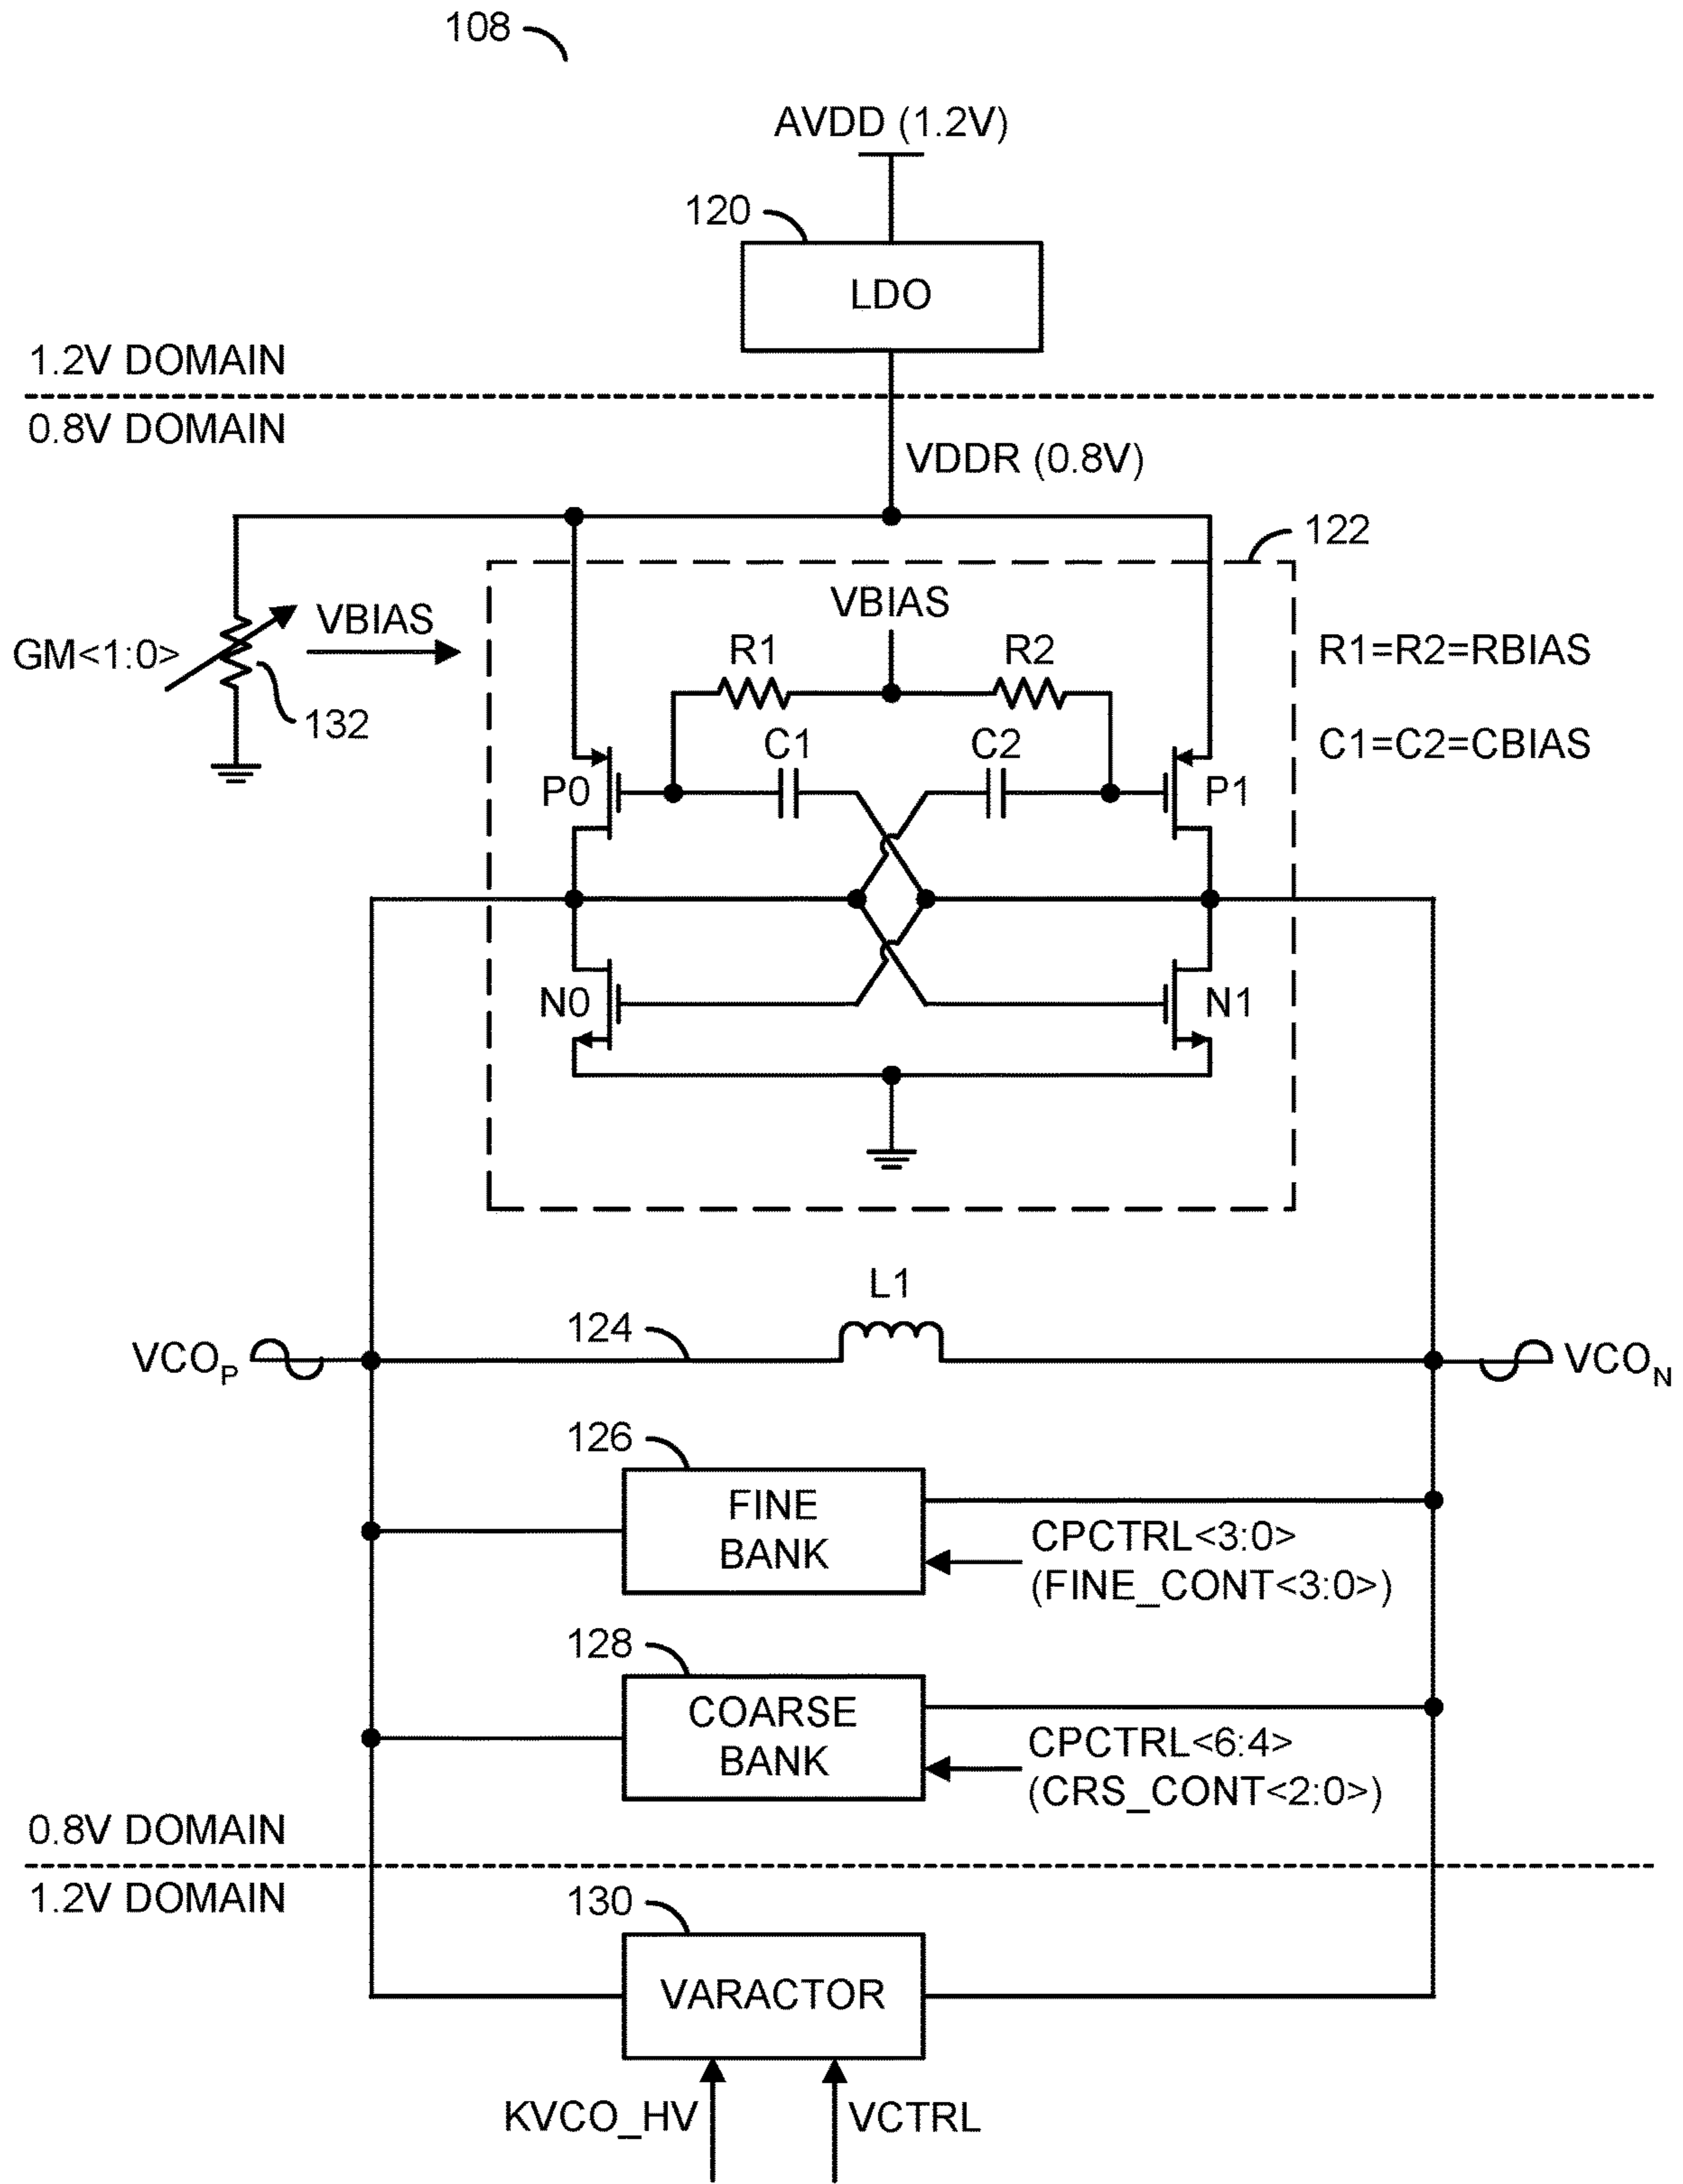 108
AVDD (1.2V)
120
LDO
1.2V DOMAIN
0.8V DOMAIN
VDDR (0.8V)
122
VBIAS
VBIAS
GM<1:0>
R1
R2
R1=R2=RBIAS
132
C1
C2
C1=C2=CBIAS
P0
P1
N0
N1
L1
124
VCOP
VCON
126
FINE
BANK
CPCTRL<3:0>
(FINE_CONT<3:0>)
128
COARSE
BANK
CPCTRL<6:4>
(CRS_CONT<2:0>)
0.8V DOMAIN
1.2V DOMAIN
130
VARACTOR
KVCO_HV
VCTRL